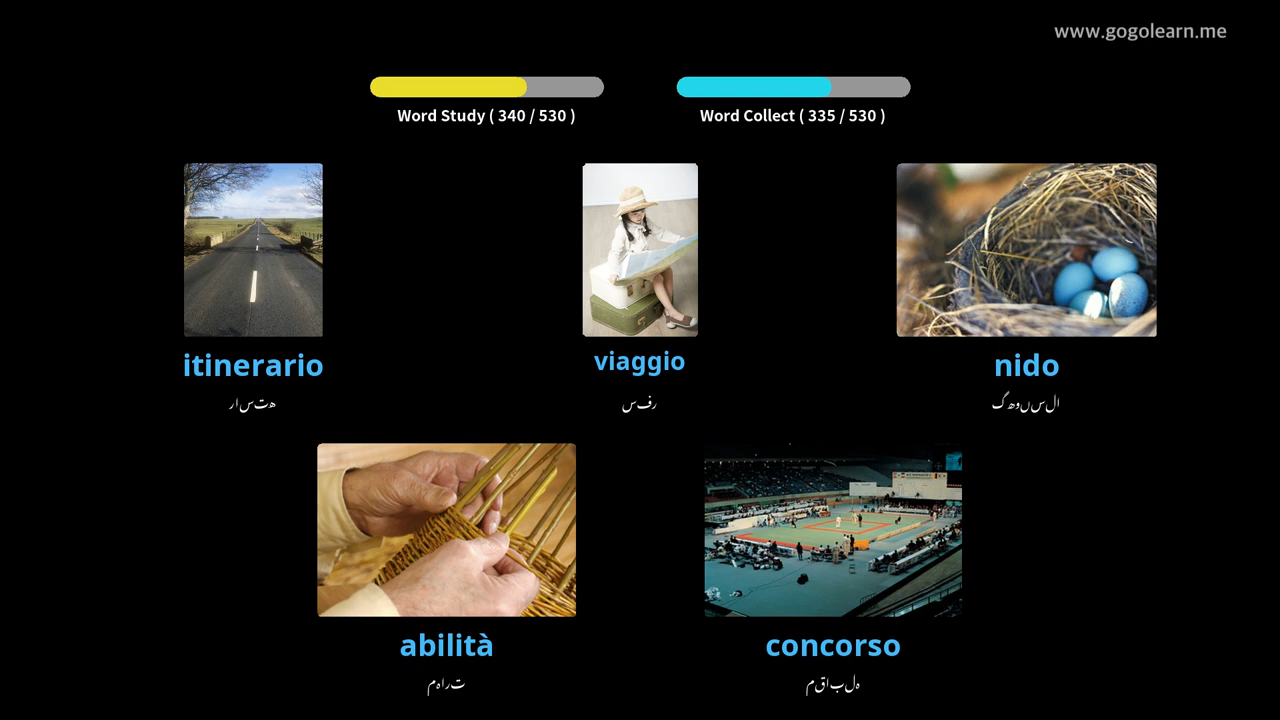 www.gogolearn.me
Word Study ( 340 / 530 )
Word Collect ( 335 / 530 )
itinerario
viaggio
nido
راستہ
سفر
گھونسلا
abilità
concorso
مہارت
مقابلہ